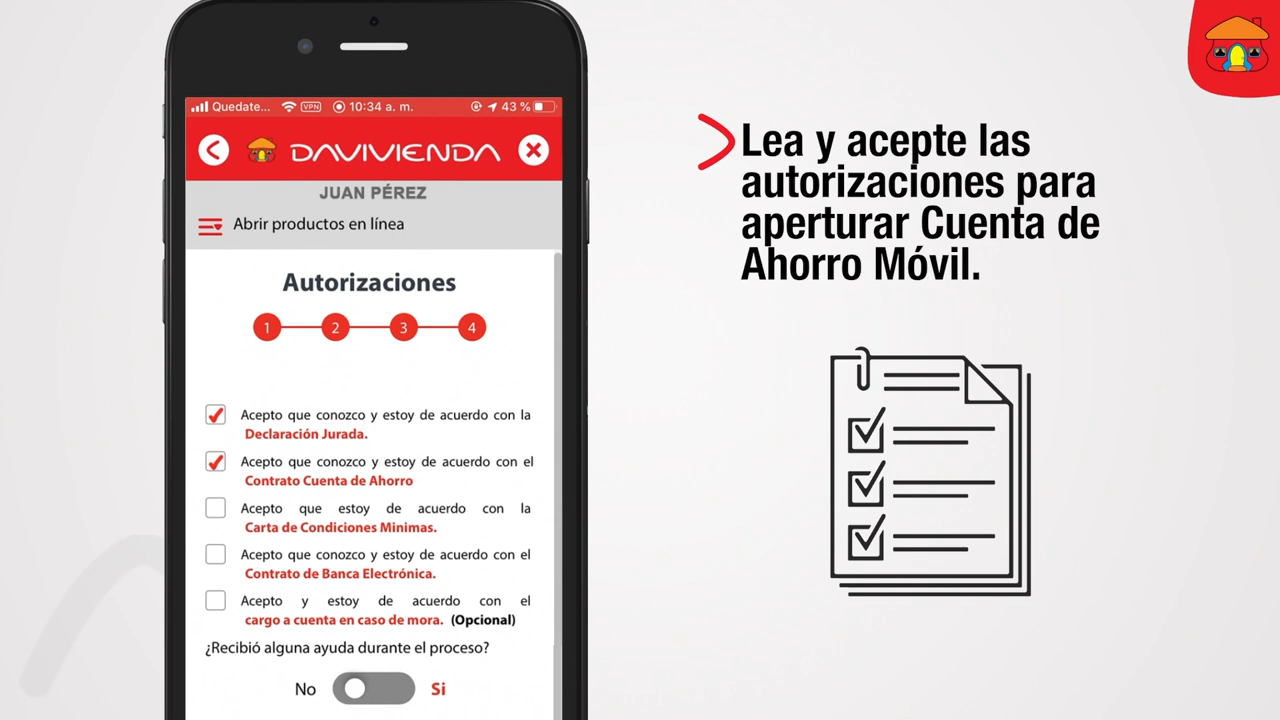 Quedate... VPN 10:34 a. m. 43 %
DAVIVIENDA
JUAN PÉREZ
Abrir productos en línea
Autorizaciones
1 2 3 4
Acepto que conozco y estoy de acuerdo con la
Declaración Jurada.
Acepto que conozco y estoy de acuerdo con el
Contrato Cuenta de Ahorro
Acepto que estoy de acuerdo con la
Carta de Condiciones Minimas.
Acepto que conozco y estoy de acuerdo con el
Contrato de Banca Electrónica.
Acepto y estoy de acuerdo con el
cargo a cuenta en caso de mora. (Opcional)
¿Recibió alguna ayuda durante el proceso?
No Si
Lea y acepte las
autorizaciones para
aperturar Cuenta de
Ahorro Móvil.